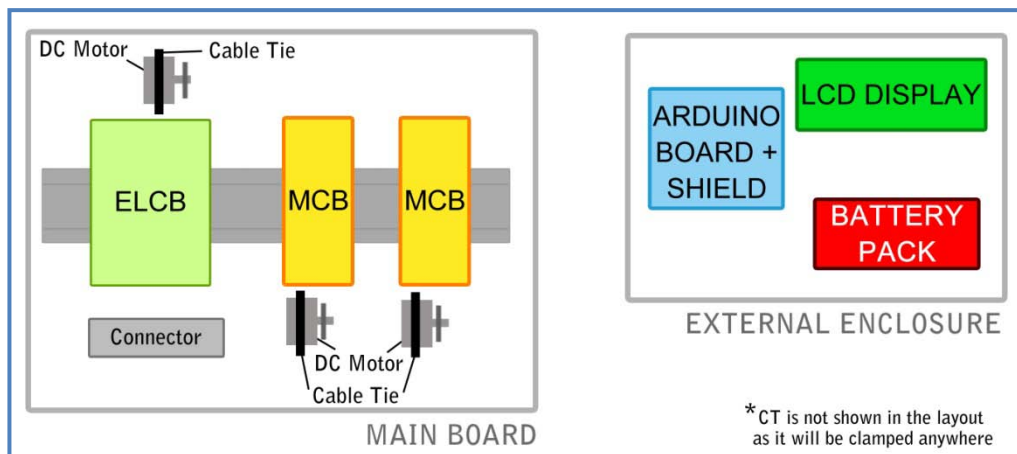 DC Motor
Cable Tie
ELCB
MCB
MCB
Connector
DC Motor
Cable Tie
MAIN BOARD
ARDUINO
BOARD +
SHIELD
LCD DISPLAY
BATTERY
PACK
EXTERNAL ENCLOSURE
*CT is not shown in the layout
as it will be clamped anywhere